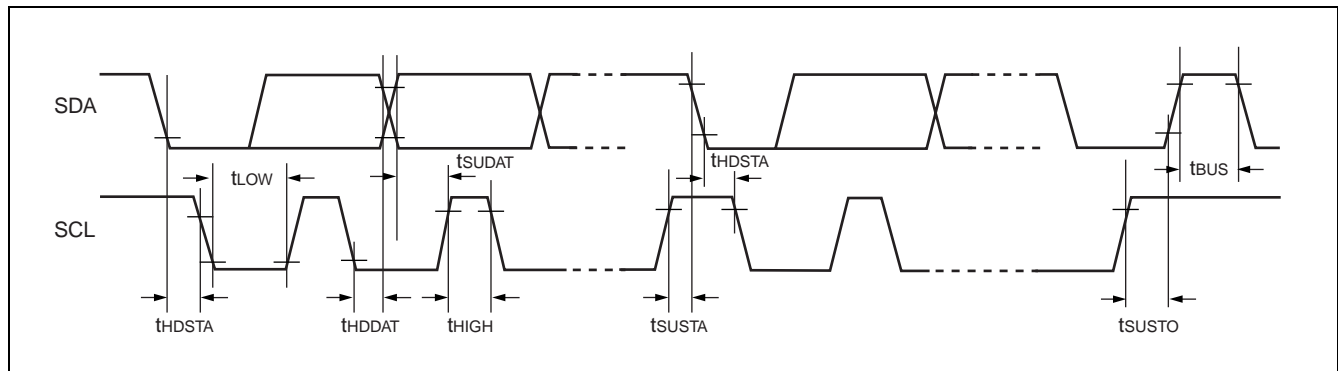 SDA
tSUDAT
tHDSTA
tLOW
tBUS
SCL
tHDSTA
tHDDAT
tHIGH
tSUSTA
tSUSTO